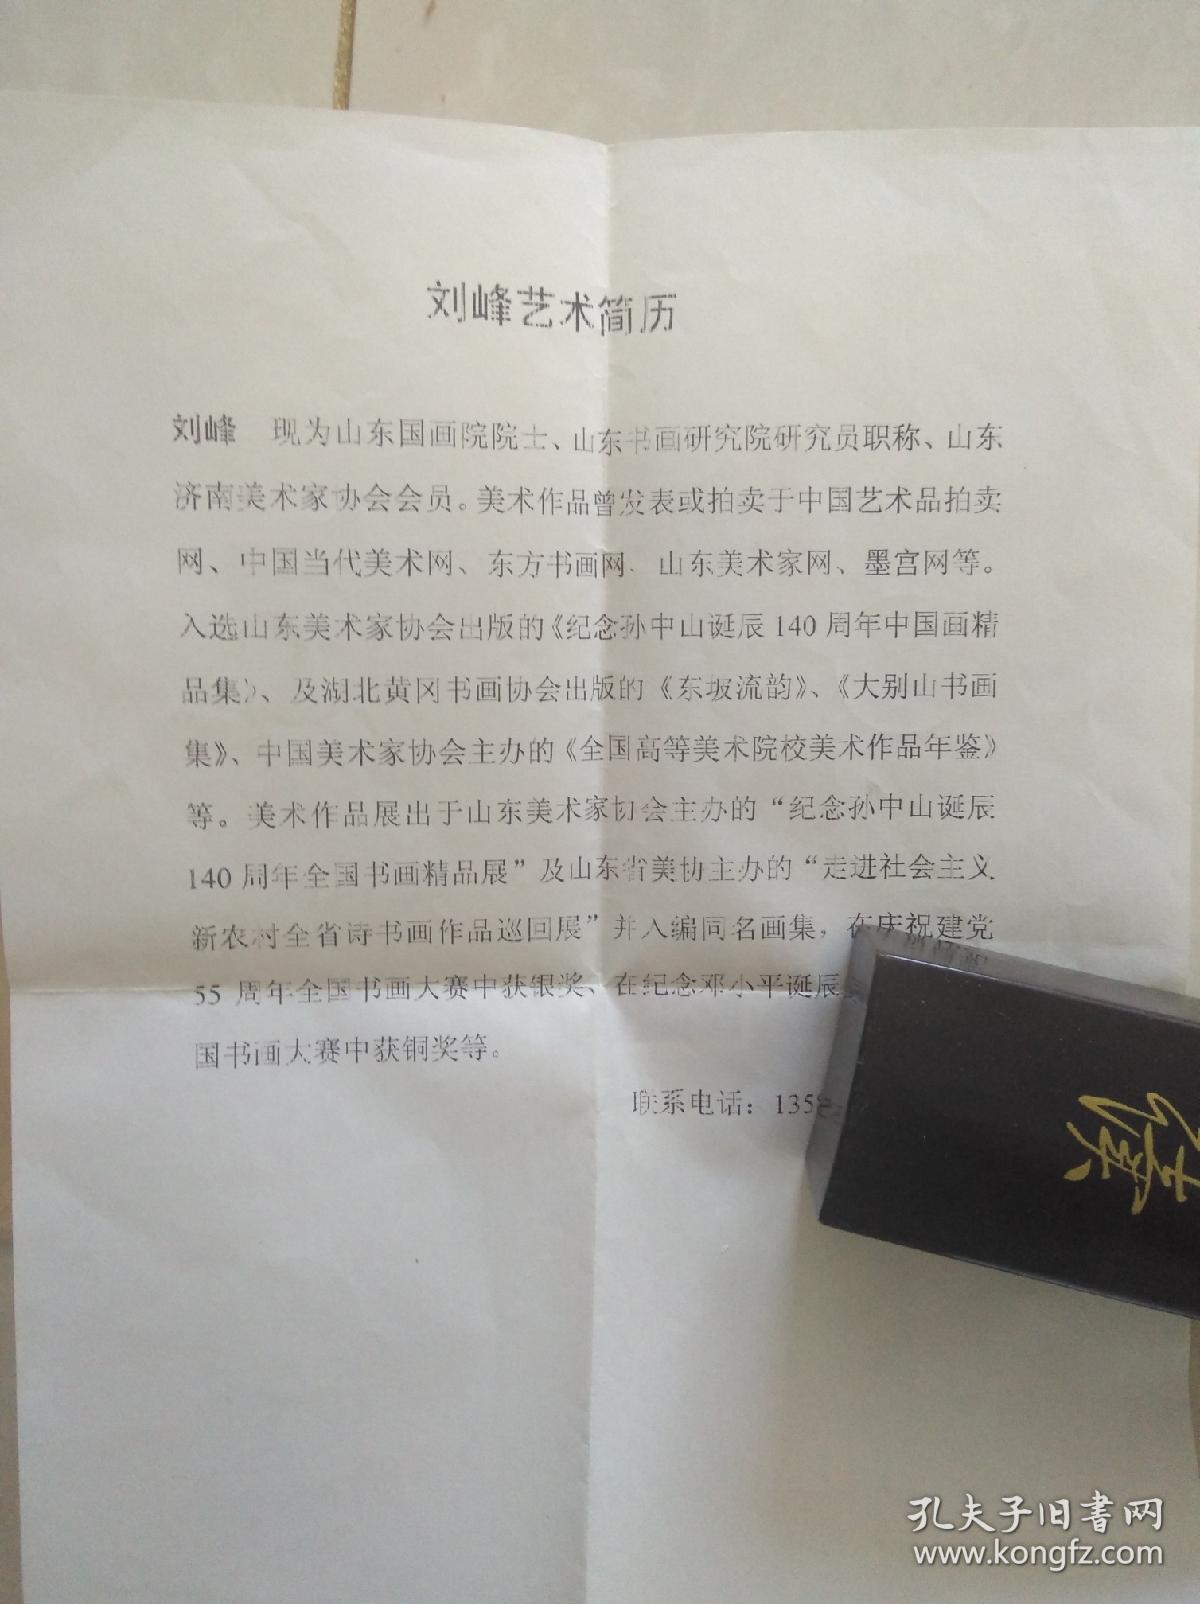 刘峰艺术简历
刘峰 现为山东国画院院士、山东书画研究院研究员职称、山东
济南美术家协会会员。美术作品曾发表或拍卖于中国艺术品拍卖
网、中国当代美术网、东方书画网、山东美术家网、墨宫网等。
入选山东美术家协会出版的《纪念孙中山诞辰140周年中国画精
品集》、及湖北黄冈书画协会出版的《东坡流韵》、《大别山书画
集》、中国美术家协会主办的《全国高等美术院校美术作品年鉴》
等。美术作品展出于山东美术家协会主办的“纪念孙中山诞辰
140周年全国书画精品展”及山东省美协主办的“走进社会主义
新农村全省诗书画作品巡回展”并入编同名画集，在庆祝建党
55周年全国书画大赛中获银奖、在纪念邓小平诞辰
国书画大赛中获铜奖等。
联系电话：135
孔夫子旧书网
www.kongfz.com